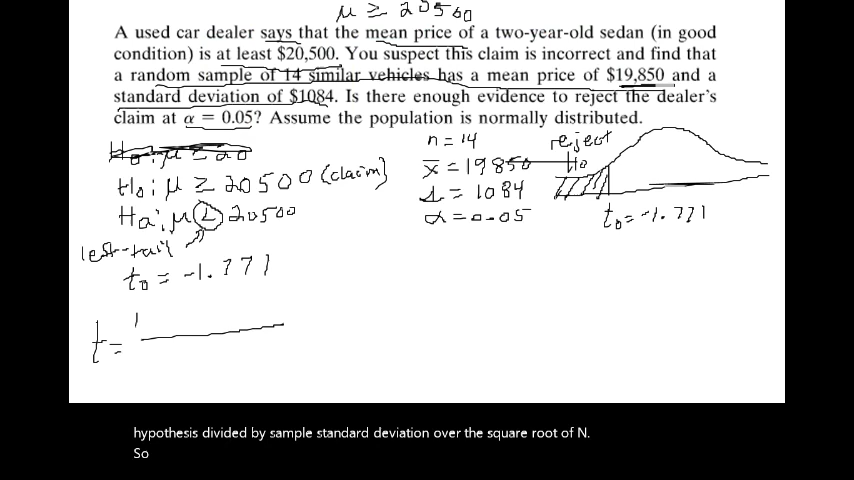 μ ≥ 20500
A used car dealer says that the mean price of a two-year-old sedan (in good
condition) is at least $20,500. You suspect this claim is incorrect and find that
a random sample of 14 similar vehicles has a mean price of $19,850 and a
standard deviation of $1084. Is there enough evidence to reject the dealer's
claim at α = 0.05? Assume the population is normally distributed.
H₀: μ ≥ 20
H₀: μ ≥ 20500 (claim)
Ha: μ < 20500
left-tail
t₀ = -1.771
n = 14
x̄ = 19850
s = 1084
α = 0.05
reject
H₀
t₀ = -1.771
t =
hypothesis divided by sample standard deviation over the square root of N.
So